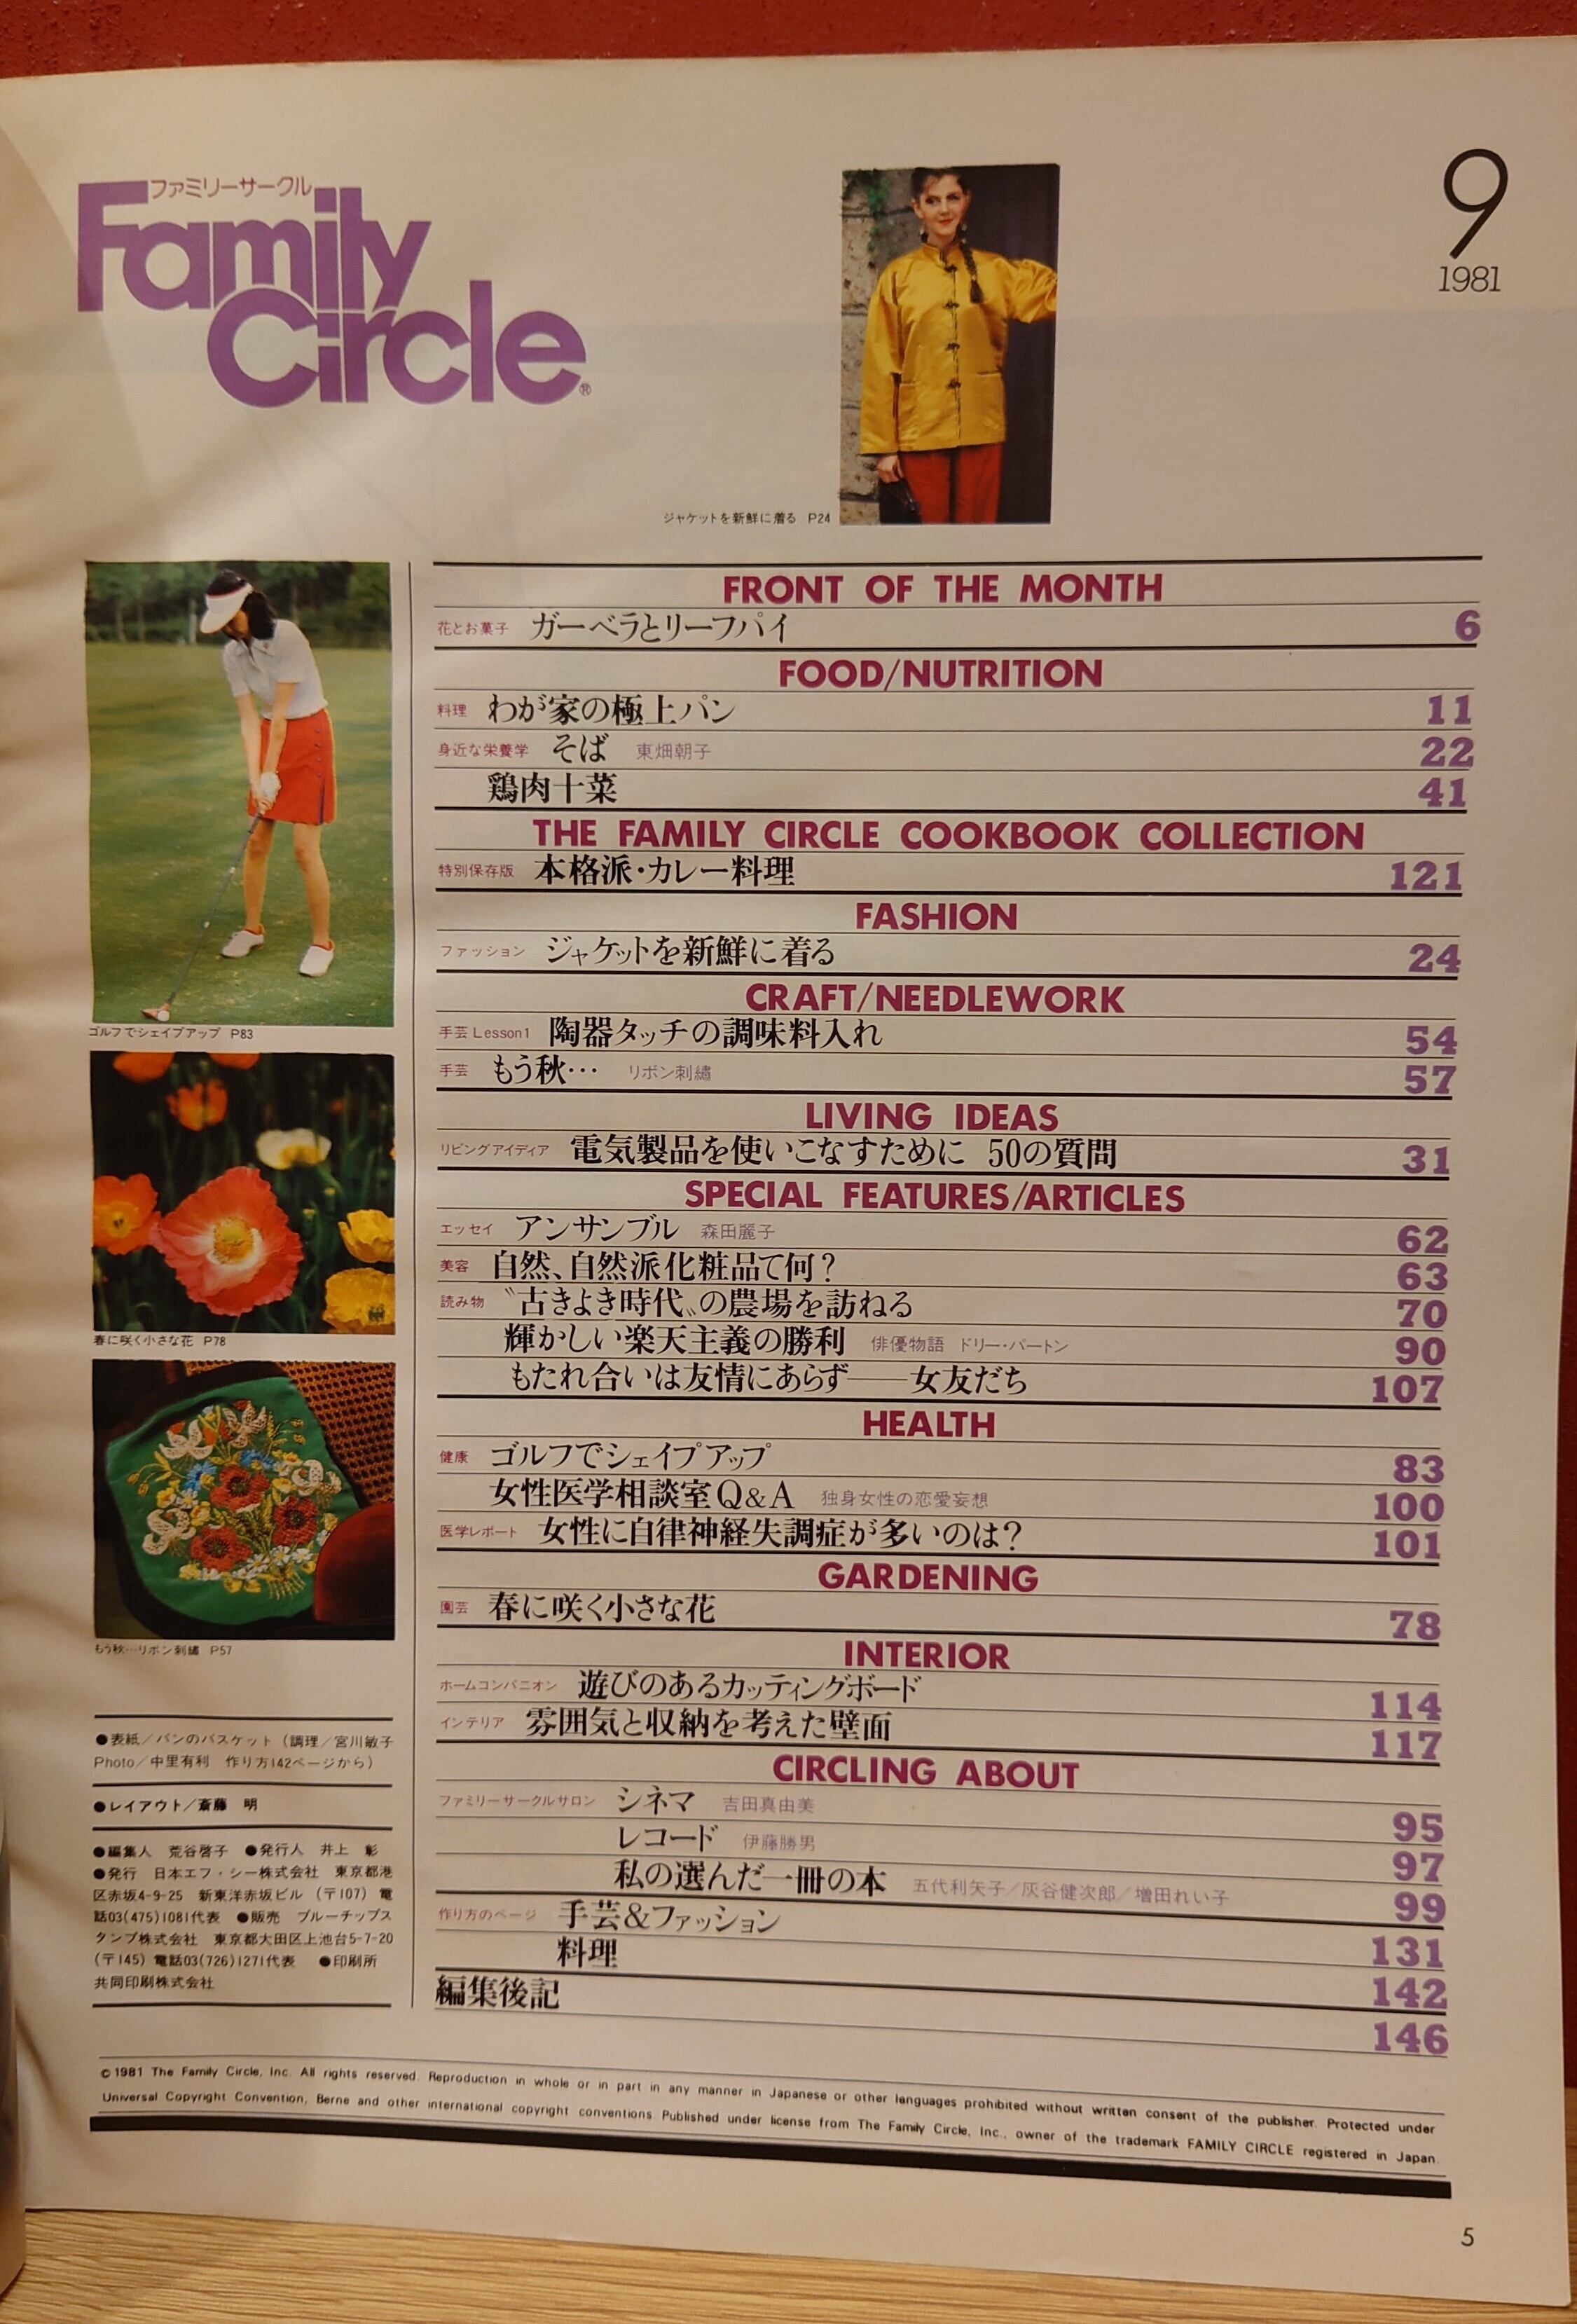 ファミリーサークル
Family
Circle®
9
1981
ジャケットを新鮮に着る P24
ゴルフでシェイプアップ P83
春に咲く小さな花 P78
もう秋…リボン刺繡 P57
●表紙／パンのバスケット（調理／宮川敏子
Photo／中里有利 作り方142ページから）
●レイアウト／斎藤 明
●編集人 荒谷啓子 ●発行人 井上 彰
●発行 日本エフ・シー株式会社 東京都港
区赤坂4-9-25 新東洋赤坂ビル（〒107）電
話03(475)1081代表 ●販売 ブルーチップス
タンプ株式会社 東京都大田区上池台5-7-20
(〒145) 電話03(726)1271代表 ●印刷所
共同印刷株式会社
FRONT OF THE MONTH
花とお菓子 ガーベラとリーフパイ 6
FOOD/NUTRITION
料理 わが家の極上パン 11
身近な栄養学 そば 東畑朝子 22
鶏肉十菜 41
THE FAMILY CIRCLE COOKBOOK COLLECTION
特別保存版 本格派・カレー料理 121
FASHION
ファッション ジャケットを新鮮に着る 24
CRAFT/NEEDLEWORK
手芸 Lesson1 陶器タッチの調味料入れ 54
手芸 もう秋… リボン刺繡 57
LIVING IDEAS
リビングアイディア 電気製品を使いこなすために 50の質問 31
SPECIAL FEATURES/ARTICLES
エッセイ アンサンブル 森田麗子 62
美容 自然、自然派化粧品て何？ 63
読み物 〝古きよき時代〟の農場を訪ねる 70
輝かしい楽天主義の勝利 俳優物語 ドリー・パートン 90
もたれ合いは友情にあらず――女友だち 107
HEALTH
健康 ゴルフでシェイプアップ 83
女性医学相談室Q&A 独身女性の恋愛妄想 100
医学レポート 女性に自律神経失調症が多いのは？ 101
GARDENING
園芸 春に咲く小さな花 78
INTERIOR
ホームコンパニオン 遊びのあるカッティングボード 114
インテリア 雰囲気と収納を考えた壁面 117
CIRCLING ABOUT
ファミリーサークルサロン シネマ 吉田真由美 95
レコード 伊藤勝男 97
私の選んだ一冊の本 五代利矢子／灰谷健次郎／増田れい子 99
作り方のページ 手芸&ファッション 131
料理 142
編集後記 146
©1981 The Family Circle, Inc. All rights reserved. Reproduction in whole or in part in any manner in Japanese or other languages prohibited without written consent of the publisher. Protected under
Universal Copyright Convention, Berne and other international copyright conventions. Published under license from The Family Circle, Inc., owner of the trademark FAMILY CIRCLE registered in Japan.
5